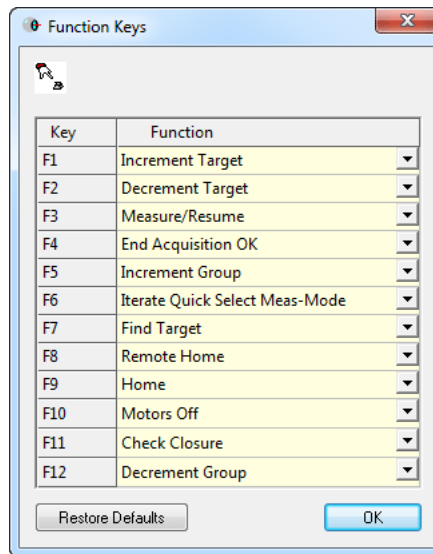 Function Keys
Key Function
F1 Increment Target
F2 Decrement Target
F3 Measure/Resume
F4 End Acquisition OK
F5 Increment Group
F6 Iterate Quick Select Meas-Mode
F7 Find Target
F8 Remote Home
F9 Home
F10 Motors Off
F11 Check Closure
F12 Decrement Group
Restore Defaults OK